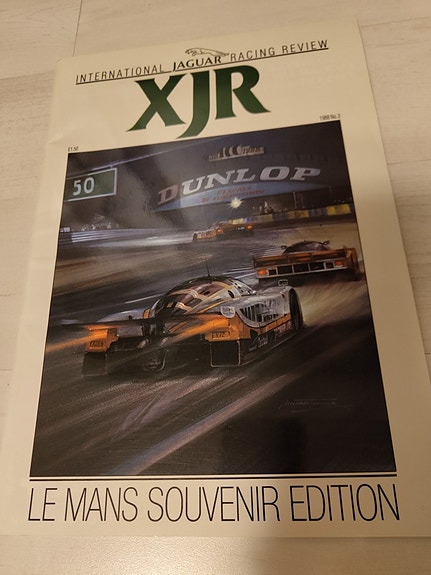 INTERNATIONAL JAGUAR RACING REVIEW
XJR
£1.50
1988 No. 2
50
DUNLOP
LE MANS SOUVENIR EDITION